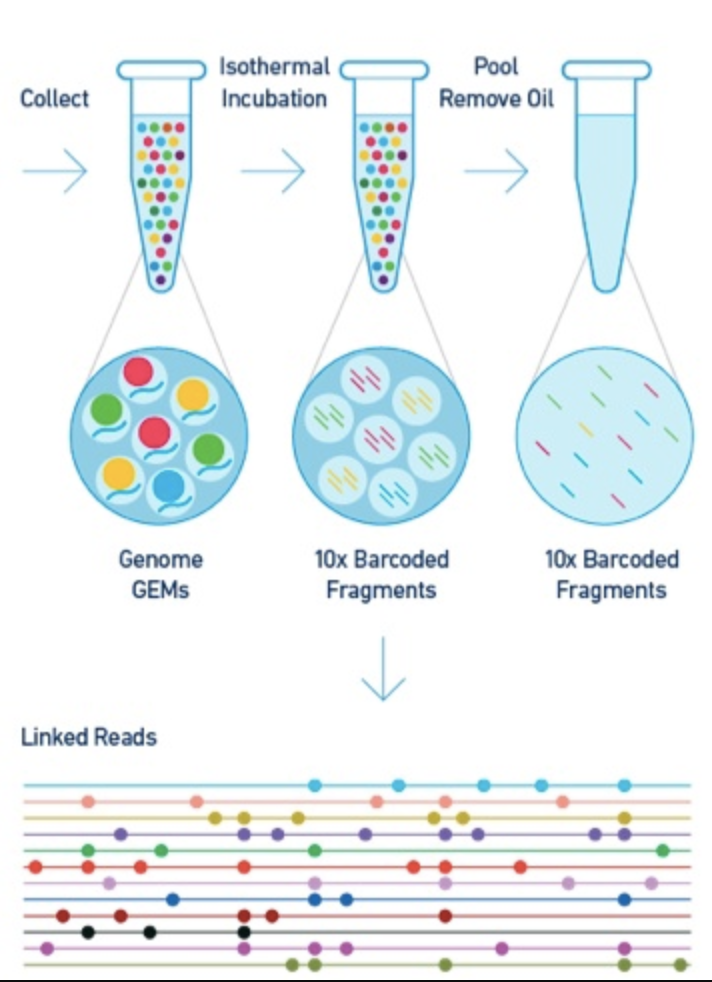 Collect
Isothermal
Incubation
Pool
Remove Oil
Genome
GEMs
10x Barcoded
Fragments
10x Barcoded
Fragments
Linked Reads